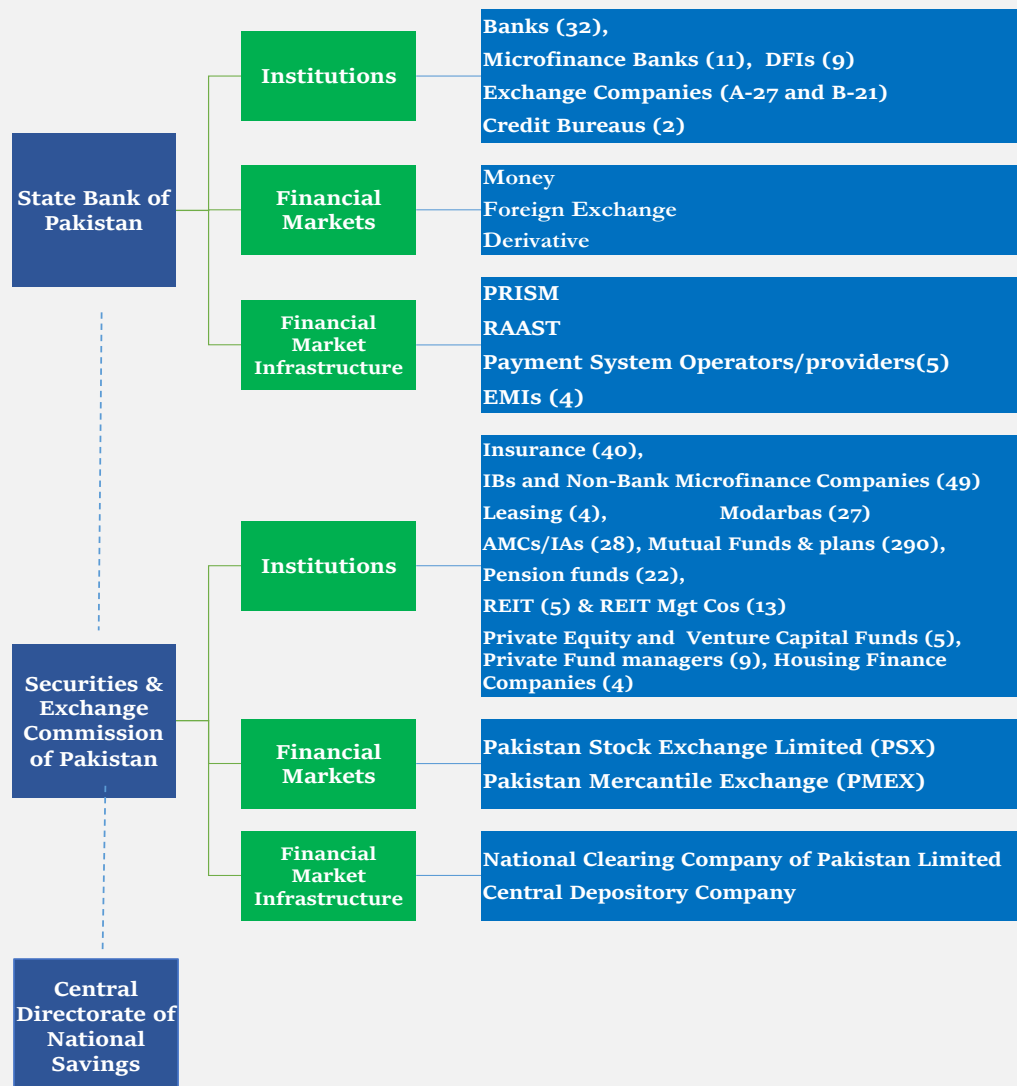 State Bank of
Pakistan
Institutions
Banks (32),
Microfinance Banks (11), DFIs (9)
Exchange Companies (A-27 and B-21)
Credit Bureaus (2)
Financial
Markets
Money
Foreign Exchange
Derivative
Financial
Market
Infrastructure
PRISM
RAAST
Payment System Operators/providers(5)
EMIs (4)
Securities &
Exchange
Commission
of Pakistan
Institutions
Insurance (40),
IBs and Non-Bank Microfinance Companies (49)
Leasing (4), Modarbas (27)
AMCs/IAs (28), Mutual Funds & plans (290),
Pension funds (22),
REIT (5) & REIT Mgt Cos (13)
Private Equity and Venture Capital Funds (5),
Private Fund managers (9), Housing Finance
Companies (4)
Financial
Markets
Pakistan Stock Exchange Limited (PSX)
Pakistan Mercantile Exchange (PMEX)
Financial
Market
Infrastructure
National Clearing Company of Pakistan Limited
Central Depository Company
Central
Directorate of
National
Savings